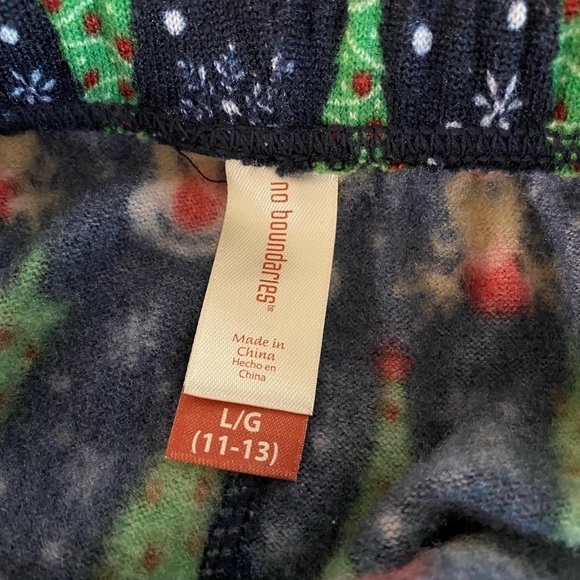 no boundaries™
Made in
China
Hecho en
China
L/G
(11-13)